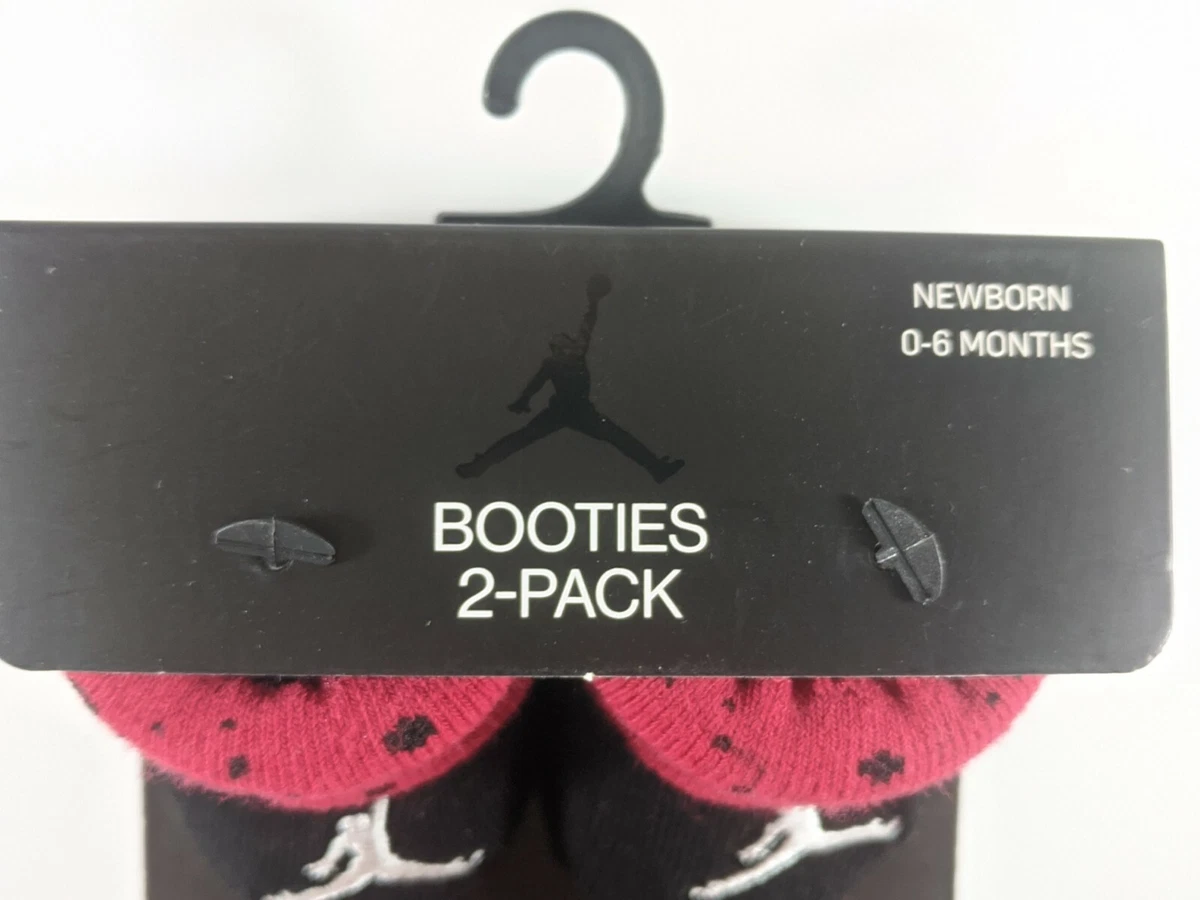 NEWBORN
0-6 MONTHS
BOOTIES
2-PACK